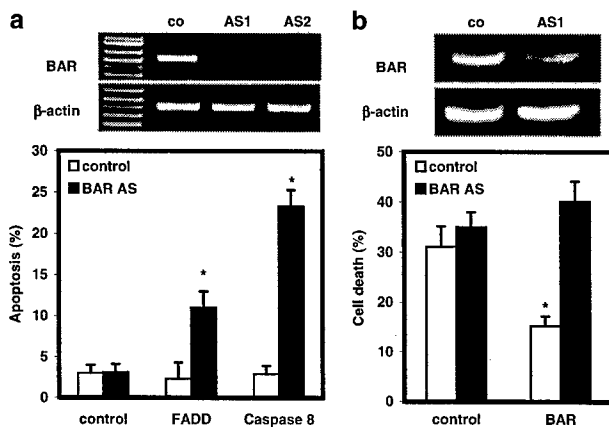 a
co AS1 AS2
BAR
β-actin
30
25
20
15
10
5
0
Apoptosis (%)
control
BAR AS
*
*
control FADD Caspase 8
b
co AS1
BAR
β-actin
50
40
30
20
10
0
Cell death (%)
control
BAR AS
*
control BAR